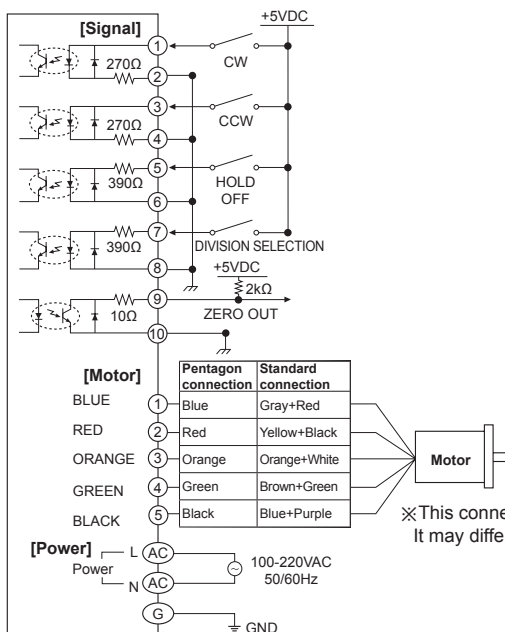 +5VDC
[Signal]
1
270Ω
CW
2
3
270Ω
CCW
4
5
390Ω
HOLD
OFF
6
7
390Ω
DIVISION SELECTION
8
+5VDC
2kΩ
9
10Ω
ZERO OUT
10
[Motor]
Pentagon connection
Standard connection
BLUE 1 Blue Gray+Red
RED 2 Red Yellow+Black
ORANGE 3 Orange Orange+White
GREEN 4 Green Brown+Green
BLACK 5 Black Blue+Purple
Motor
※This conne
It may diffe
[Power]
L AC
Power
N AC
100-220VAC
50/60Hz
G
GND